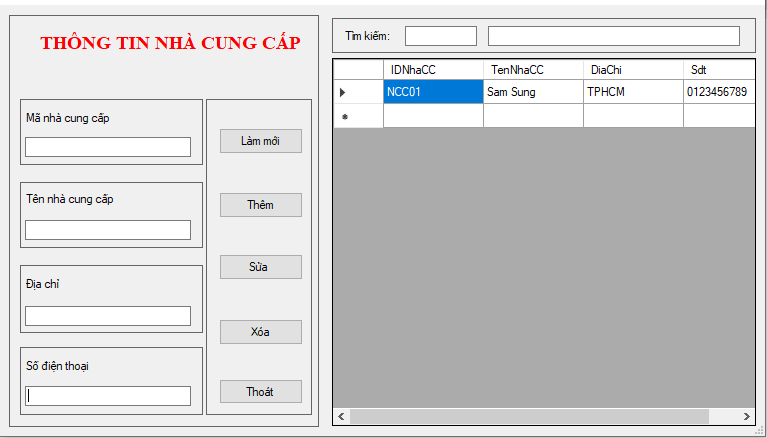 THÔNG TIN NHÀ CUNG CẤP
Mã nhà cung cấp
Tên nhà cung cấp
Địa chỉ
Số điện thoại
Làm mới
Thêm
Sửa
Xóa
Thoát
Tìm kiếm:
IDNhaCC TenNhaCC DiaChi Sdt
NCC01 Sam Sung TPHCM 0123456789